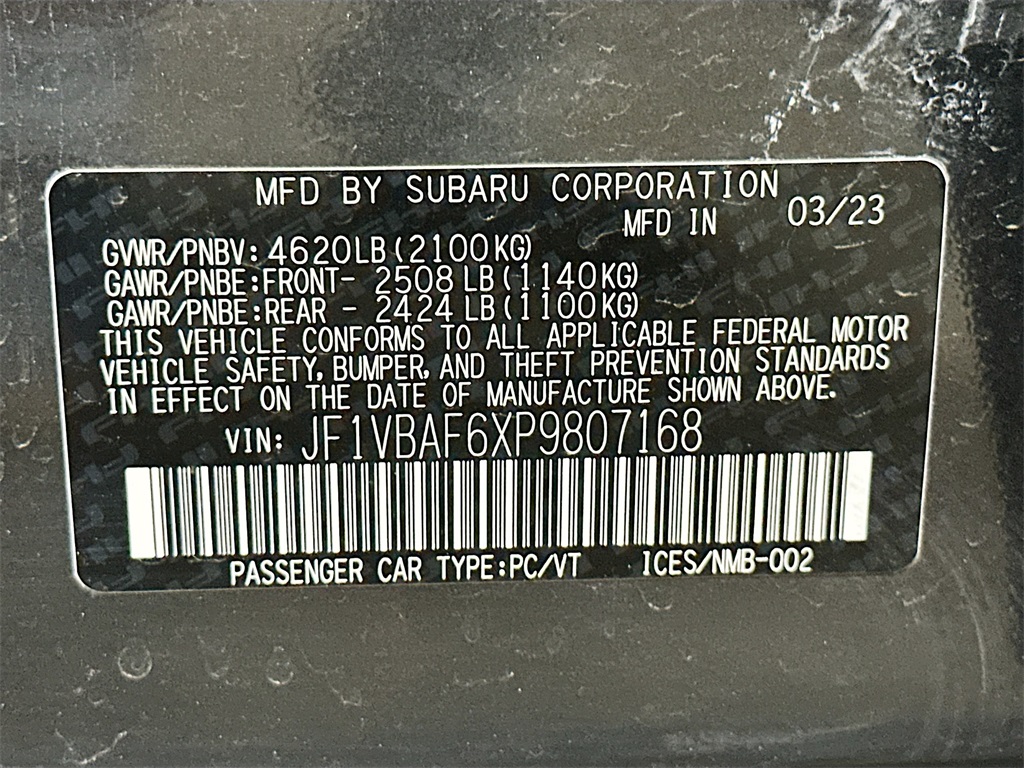 MFD BY SUBARU CORPORATION
MFD IN 03/23
GVWR/PNBV: 4620LB(2100KG)
GAWR/PNBE:FRONT- 2508 LB(1140KG)
GAWR/PNBE:REAR - 2424 LB(1100KG)
THIS VEHICLE CONFORMS TO ALL APPLICABLE FEDERAL MOTOR
VEHICLE SAFETY, BUMPER, AND THEFT PREVENTION STANDARDS
IN EFFECT ON THE DATE OF MANUFACTURE SHOWN ABOVE.
VIN: JF1VBAF6XP9807168
PASSENGER CAR TYPE:PC/VT ICES/NMB-002